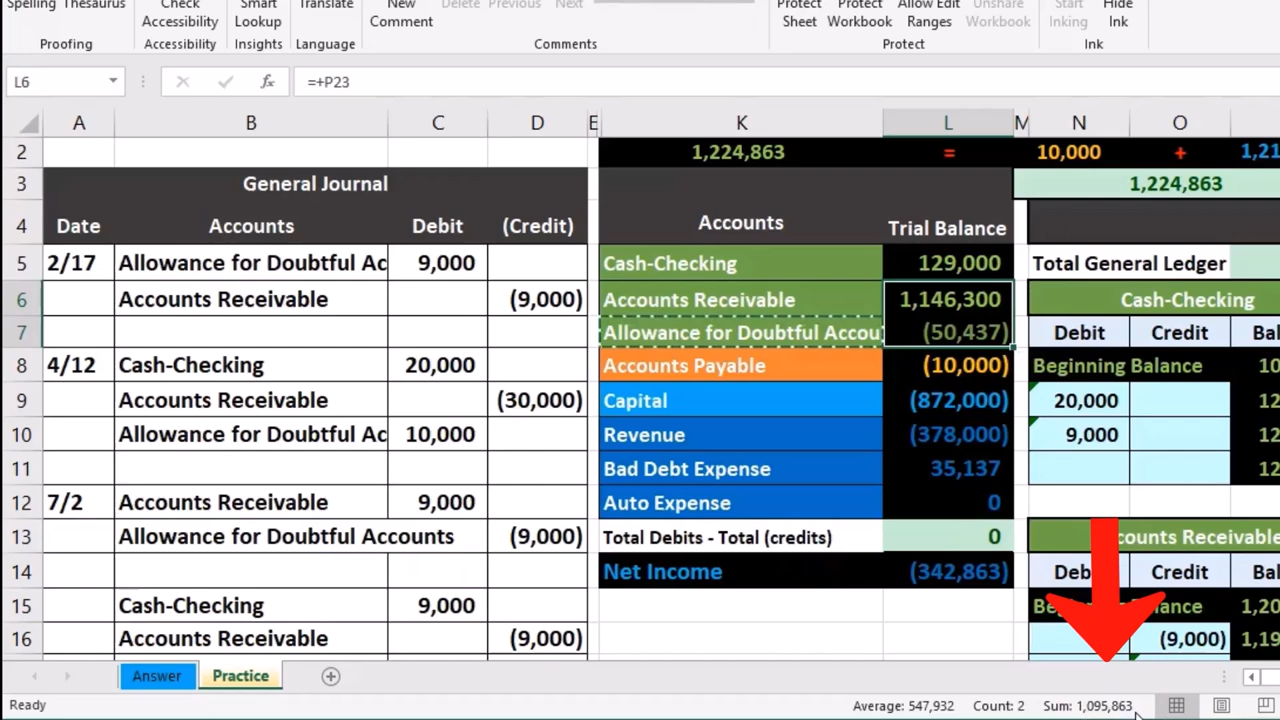 Spelling Thesaurus Check Smart Translate New Delete Previous Next Protect Protect Allow Edit Unshare Start Hide
Accessibility Lookup Comment Sheet Workbook Ranges Workbook Inking Ink
Proofing Accessibility Insights Language Comments Protect Ink
L6 fx =+P23
A B C D E K L M N O
2 1,224,863 = 10,000 +
3 General Journal 1,224,863
4 Date Accounts Debit (Credit) Accounts Trial Balance
5 2/17 Allowance for Doubtful Ac 9,000 Cash-Checking 129,000 Total General Ledger
6 Accounts Receivable (9,000) Accounts Receivable 1,146,300 Cash-Checking
7 Allowance for Doubtful Accou (50,437) Debit Credit Bal
8 4/12 Cash-Checking 20,000 Accounts Payable (10,000) Beginning Balance 10
9 Accounts Receivable (30,000) Capital (872,000) 20,000 12
10 Allowance for Doubtful Ac 10,000 Revenue (378,000) 9,000 12
11 Bad Debt Expense 35,137 12
12 7/2 Accounts Receivable 9,000 Auto Expense 0
13 Allowance for Doubtful Accounts (9,000) Total Debits - Total (credits) 0 counts Receivable
14 Net Income (342,863) Deb Credit Bal
15 Cash-Checking 9,000 Be ance 1,20
16 Accounts Receivable (9,000) (9,000) 1,19
Answer Practice
Ready Average: 547,932 Count: 2 Sum: 1,095,863